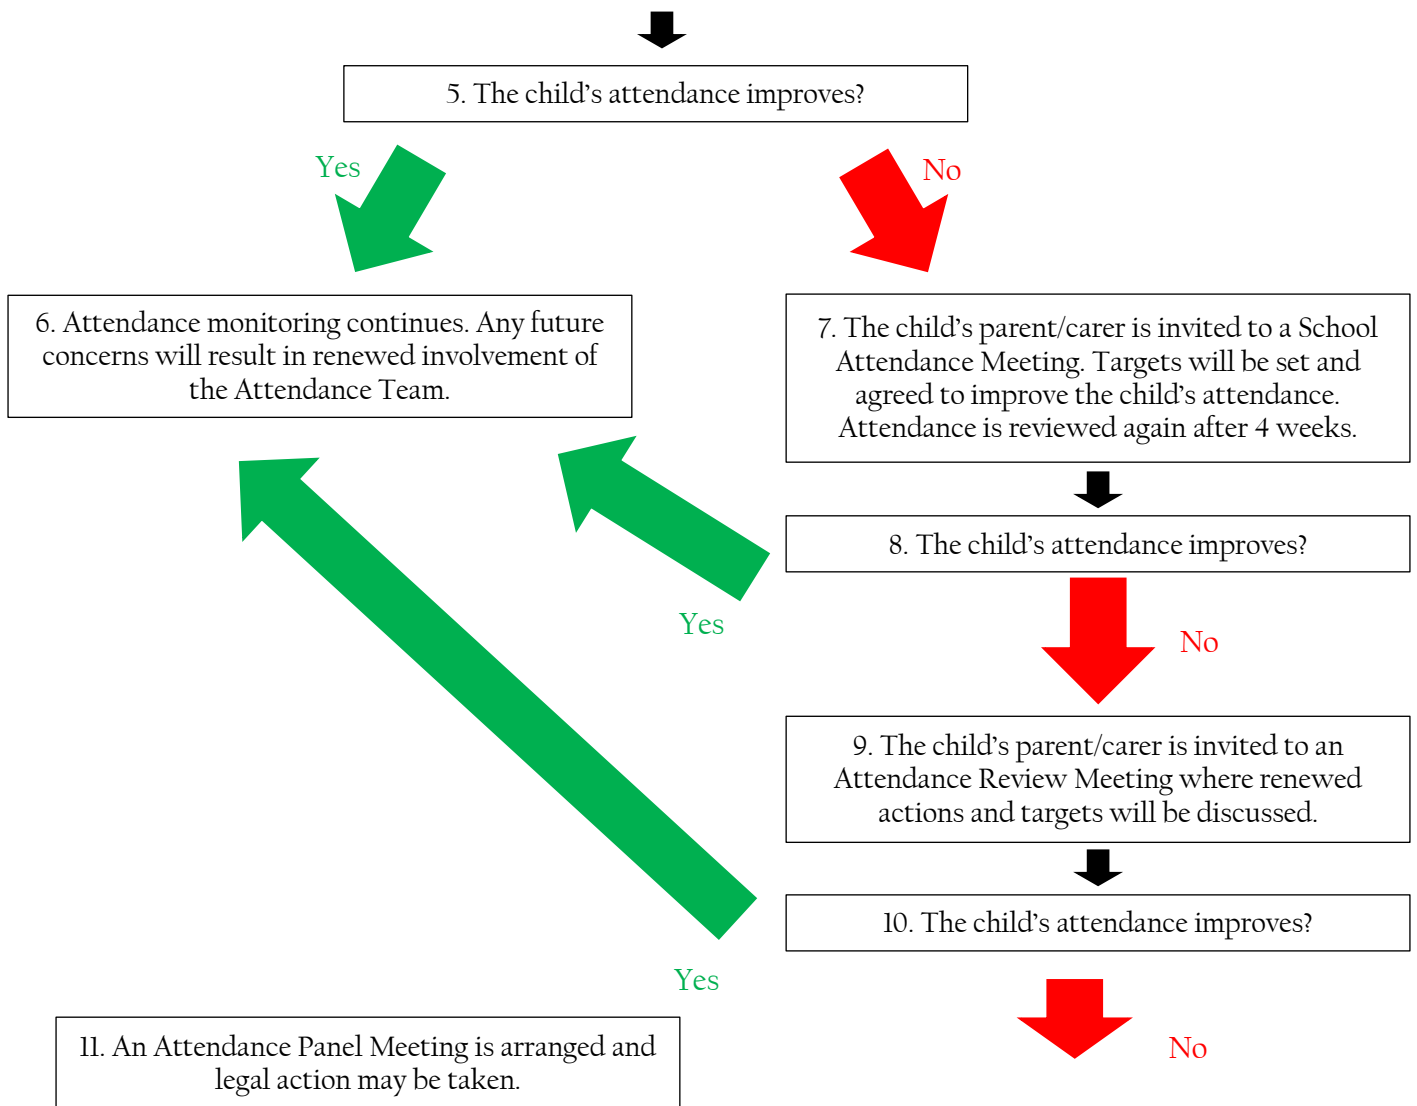 5. The child's attendance improves?
Yes
No
6. Attendance monitoring continues. Any future
concerns will result in renewed involvement of
the Attendance Team.
7. The child's parent/carer is invited to a School
Attendance Meeting. Targets will be set and
agreed to improve the child's attendance.
Attendance is reviewed again after 4 weeks.
8. The child's attendance improves?
Yes
No
9. The child's parent/carer is invited to an
Attendance Review Meeting where renewed
actions and targets will be discussed.
10. The child's attendance improves?
Yes
No
11. An Attendance Panel Meeting is arranged and
legal action may be taken.